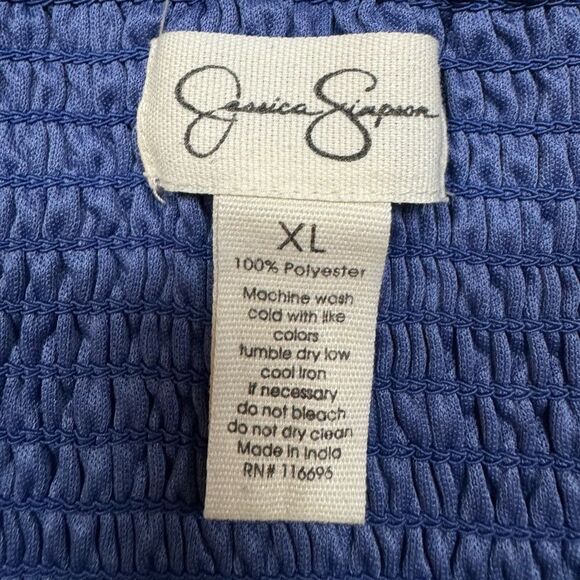 Jessica Simpson
XL
100% Polyester
Machine wash
cold with like
colors
tumble dry low
cool iron
if necessary
do not bleach
do not dry clean
Made in India
RN# 116696